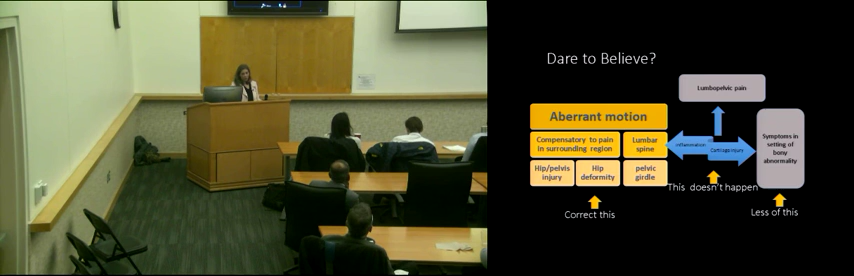 Dare to Believe?
Lumbopelvic pain
Aberrant motion
Compensatory to pain
in surrounding region
Lumbar
spine
Inflammation
Cartilage injury
Symptoms in
setting of
bony
abnormality
Hip/pelvis
injury
Hip
deformity
pelvic
girdle
This doesn't happen
Correct this
Less of this